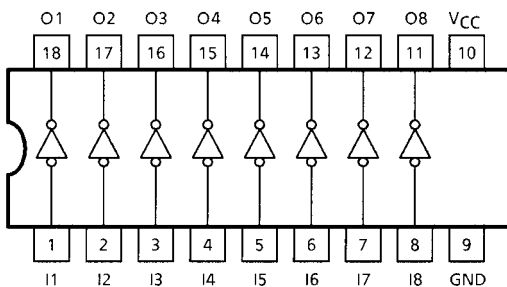 O1 O2 O3 O4 O5 O6 O7 O8 VCC
18 17 16 15 14 13 12 11 10
1 2 3 4 5 6 7 8 9
I1 I2 I3 I4 I5 I6 I7 I8 GND